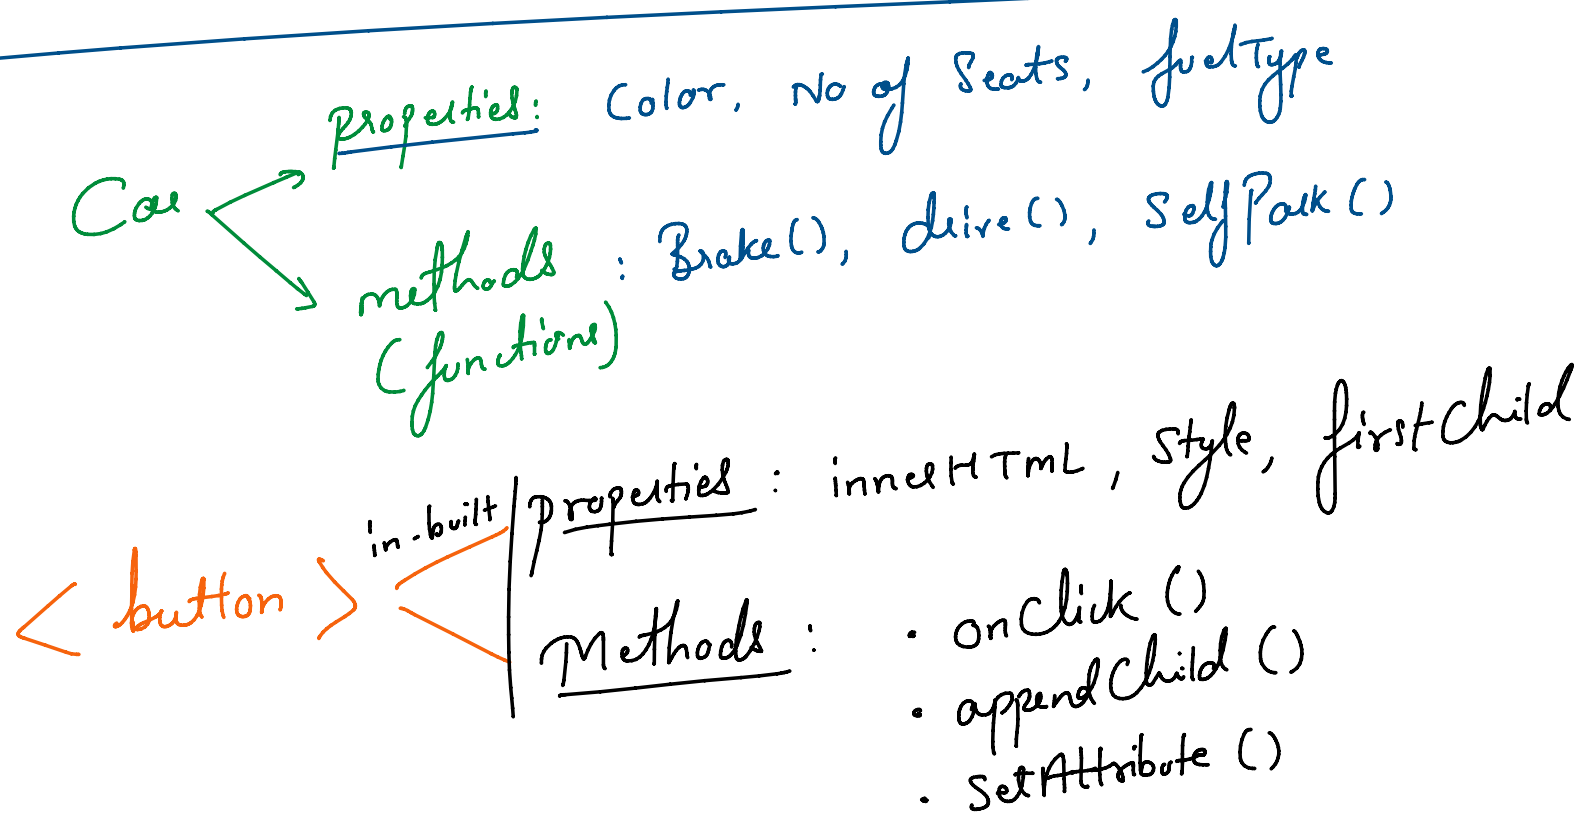 Properties: Color, No of Seats, fuelType
Car
methods : Brake(), drive(), SelfPark()
(functions)
in-built
Properties : innerHTML, Style, firstChild
<button>
Methods : • onClick()
• appendChild()
• SetAttribute()